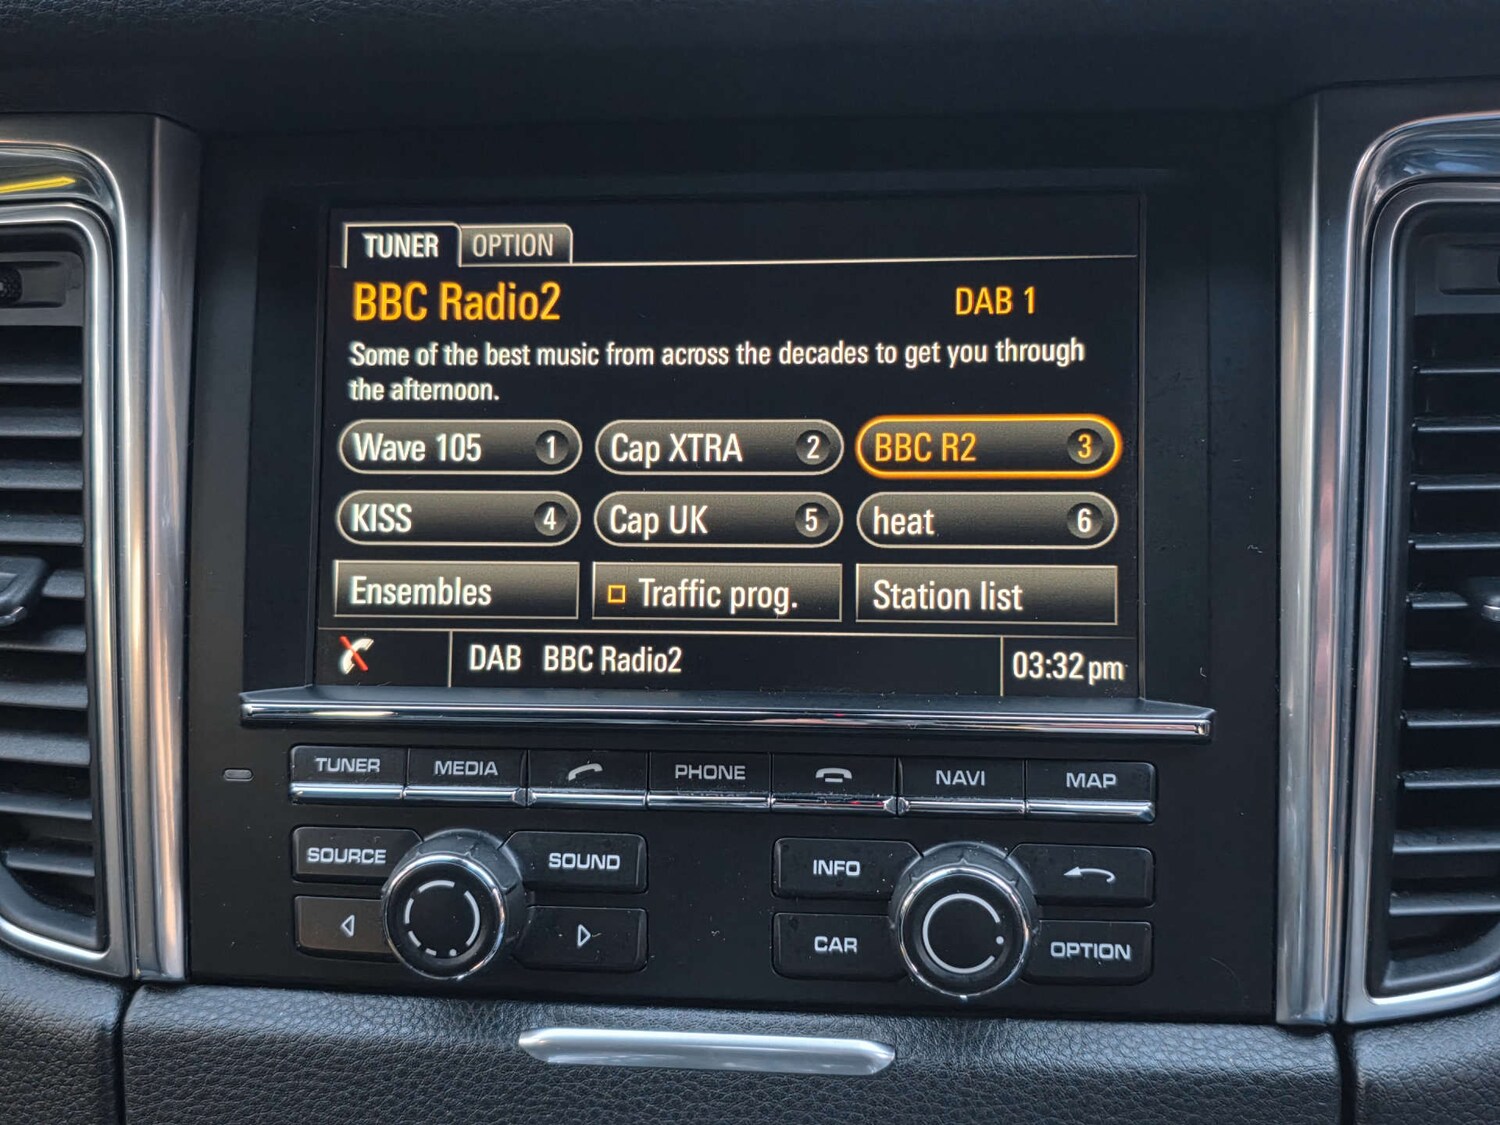 TUNER OPTION
BBC Radio2 DAB 1
Some of the best music from across the decades to get you through
the afternoon.
Wave 105 1 Cap XTRA 2 BBC R2 3
KISS 4 Cap UK 5 heat 6
Ensembles Traffic prog. Station list
DAB BBC Radio2 03:32 pm
TUNER MEDIA PHONE NAVI MAP
SOURCE SOUND INFO
CAR OPTION